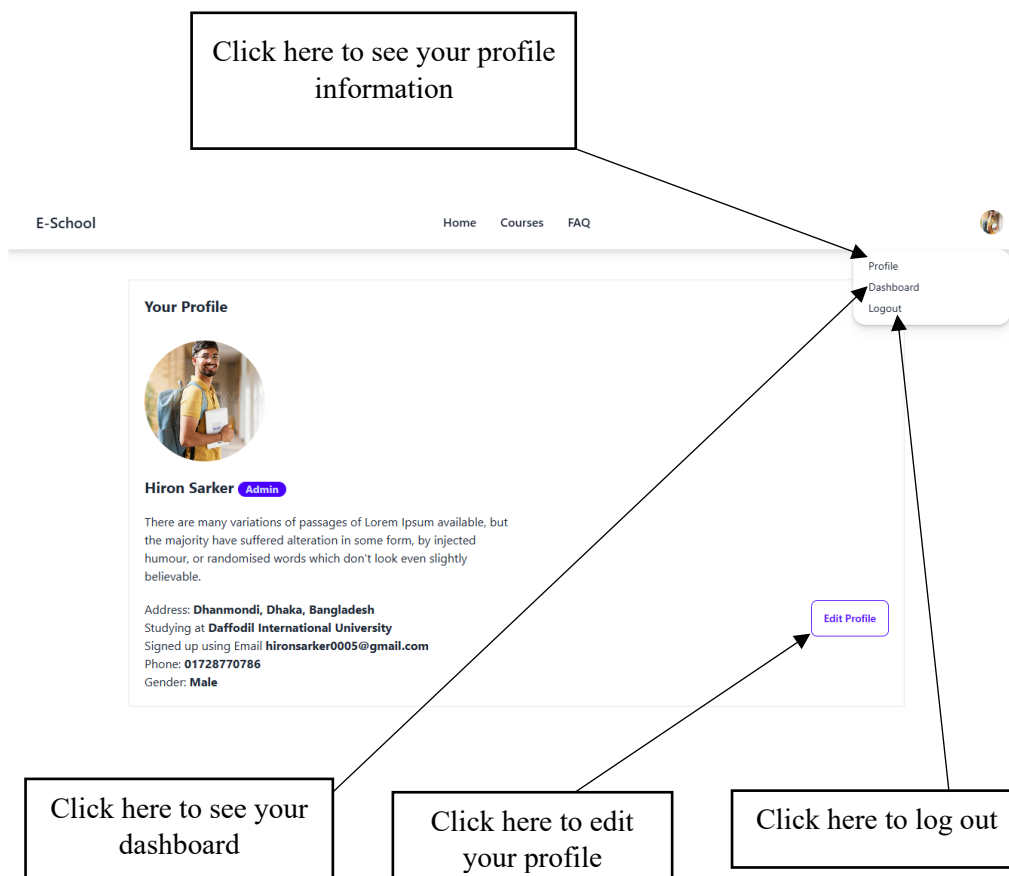 Click here to see your profile
information
E-School
Home Courses FAQ
Profile
Dashboard
Logout
Your Profile
Hiron Sarker Admin
There are many variations of passages of Lorem Ipsum available, but
the majority have suffered alteration in some form, by injected
humour, or randomised words which don't look even slightly
believable.
Address: Dhanmondi, Dhaka, Bangladesh
Studying at Daffodil International University
Signed up using Email hironsarker0005@gmail.com
Phone: 01728770786
Gender: Male
Edit Profile
Click here to see your
dashboard
Click here to edit
your profile
Click here to log out